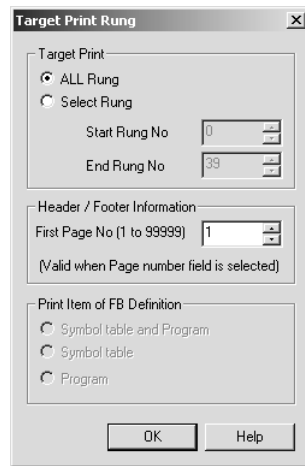 Target Print Rung
Target Print
ALL Rung
Select Rung
Start Rung No 0
End Rung No 39
Header / Footer Information
First Page No (1 to 99999) 1
(Valid when Page number field is selected)
Print Item of FB Definition
Symbol table and Program
Symbol table
Program
OK Help